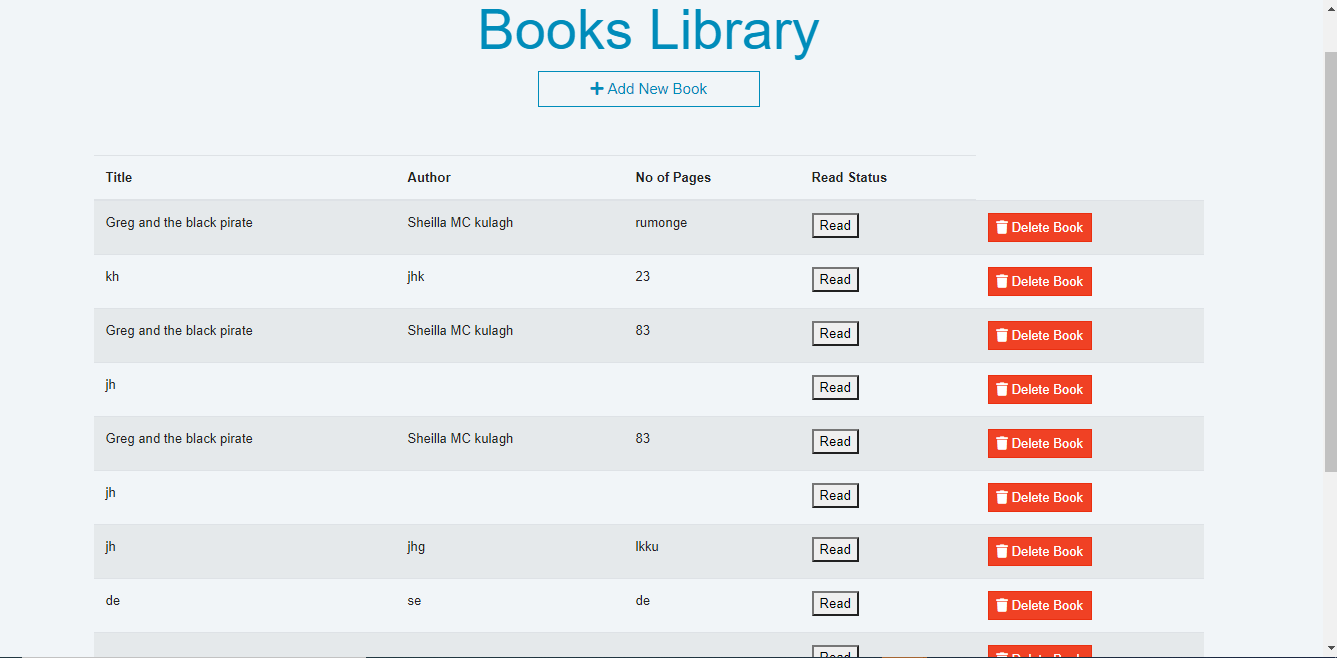 Books Library
Add New Book
Title Author No of Pages Read Status
Greg and the black pirate Sheilla MC kulagh rumonge Read Delete Book
kh jhk 23 Read Delete Book
Greg and the black pirate Sheilla MC kulagh 83 Read Delete Book
jh Read Delete Book
Greg and the black pirate Sheilla MC kulagh 83 Read Delete Book
jh Read Delete Book
jh jhg lkku Read Delete Book
de se de Read Delete Book
Read Delete Book